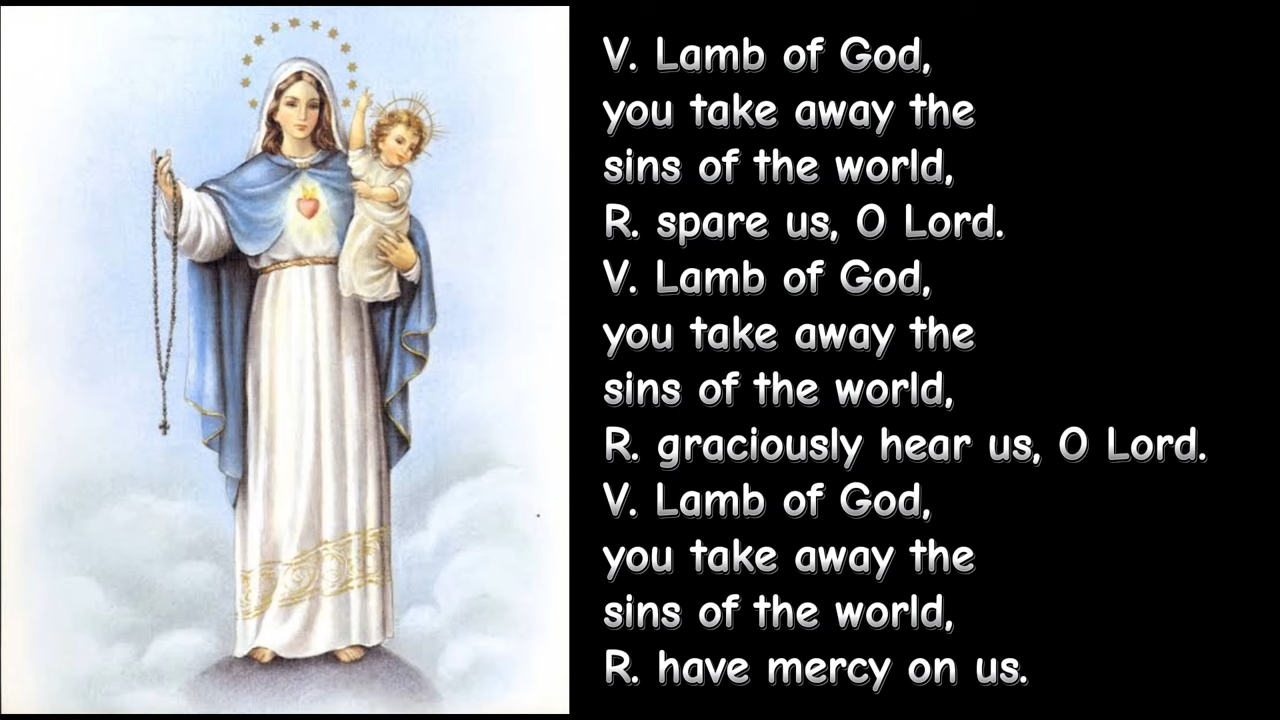 V. Lamb of God,
you take away the
sins of the world,
R. spare us, O Lord.
V. Lamb of God,
you take away the
sins of the world,
R. graciously hear us, O Lord.
V. Lamb of God,
you take away the
sins of the world,
R. have mercy on us.